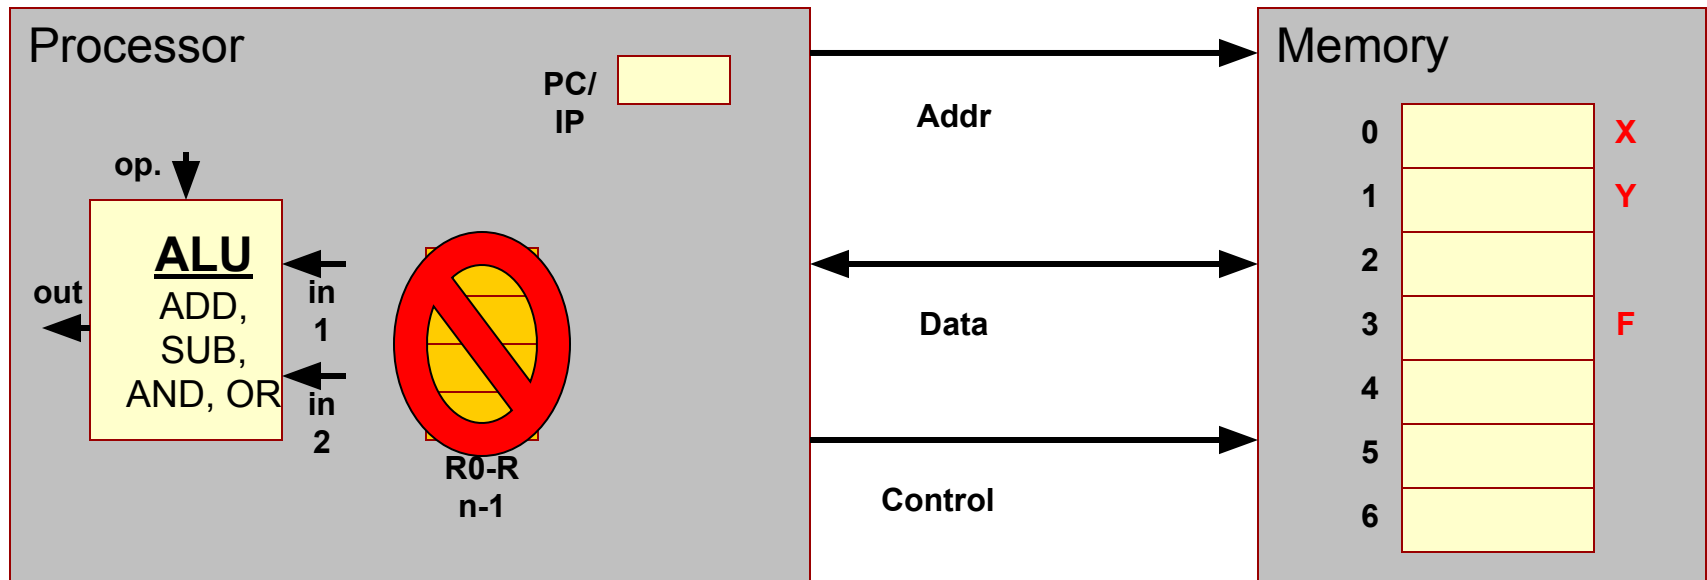 Processor
PC/
IP
op.
ALU
ADD,
SUB,
AND, OR
out
in
1
in
2
R0-R
n-1
Addr
Data
Control
Memory
0 X
1 Y
2
3 F
4
5
6